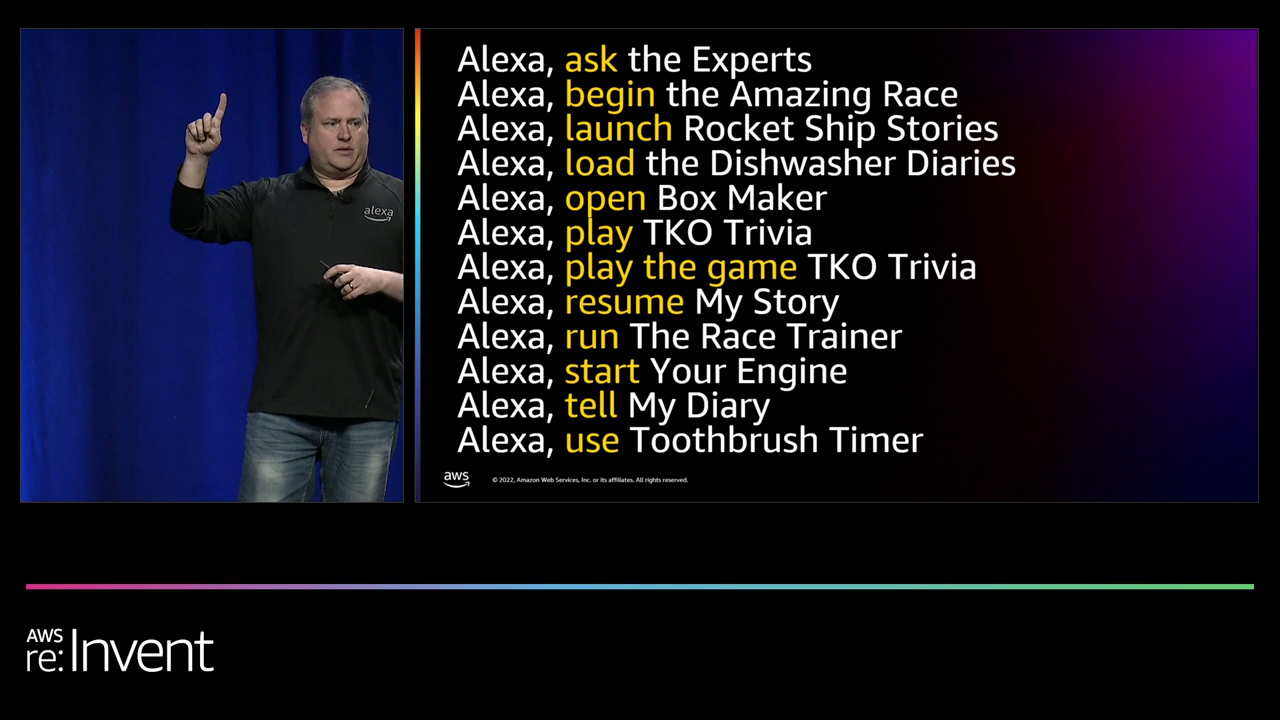 alexa
Alexa, ask the Experts
Alexa, begin the Amazing Race
Alexa, launch Rocket Ship Stories
Alexa, load the Dishwasher Diaries
Alexa, open Box Maker
Alexa, play TKO Trivia
Alexa, play the game TKO Trivia
Alexa, resume My Story
Alexa, run The Race Trainer
Alexa, start Your Engine
Alexa, tell My Diary
Alexa, use Toothbrush Timer
aws
© 2022, Amazon Web Services, Inc. or its affiliates. All rights reserved.
AWS
re:Invent